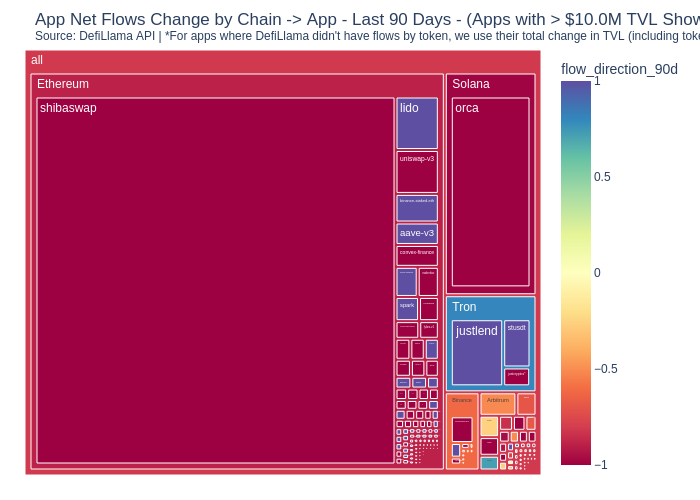 App Net Flows Change by Chain -> App - Last 90 Days - (Apps with > $10.0M TVL Show
Source: DefiLlama API | *For apps where DefiLlama didn't have flows by token, we use their total change in TVL (including toke
all
Ethereum
shibaswap
lido
uniswap-v3
binance-staked-eth
aave-v3
convex-finance
spark
Solana
orca
Tron
justlend
stusdt
Binance
Arbitrum
flow_direction_90d
1
0.5
0
−0.5
−1